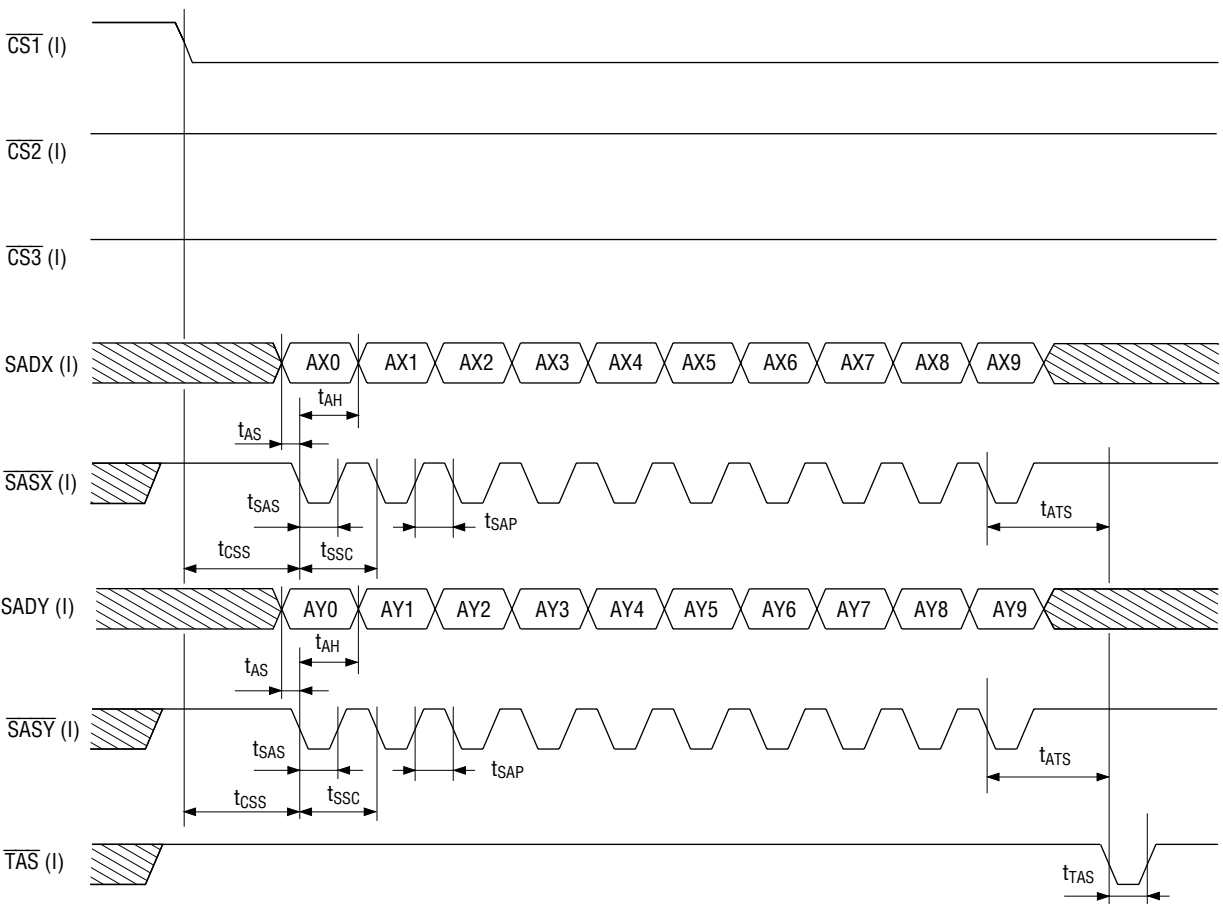 CS1 (I)
CS2 (I)
CS3 (I)
SADX (I) AX0 AX1 AX2 AX3 AX4 AX5 AX6 AX7 AX8 AX9
tAH
tAS
SASX (I)
tSAS tSAP tATS
tCSS tSSC
SADY (I) AY0 AY1 AY2 AY3 AY4 AY5 AY6 AY7 AY8 AY9
tAH
tAS
SASY (I)
tSAS tSAP tATS
tCSS tSSC
TAS (I)
tTAS